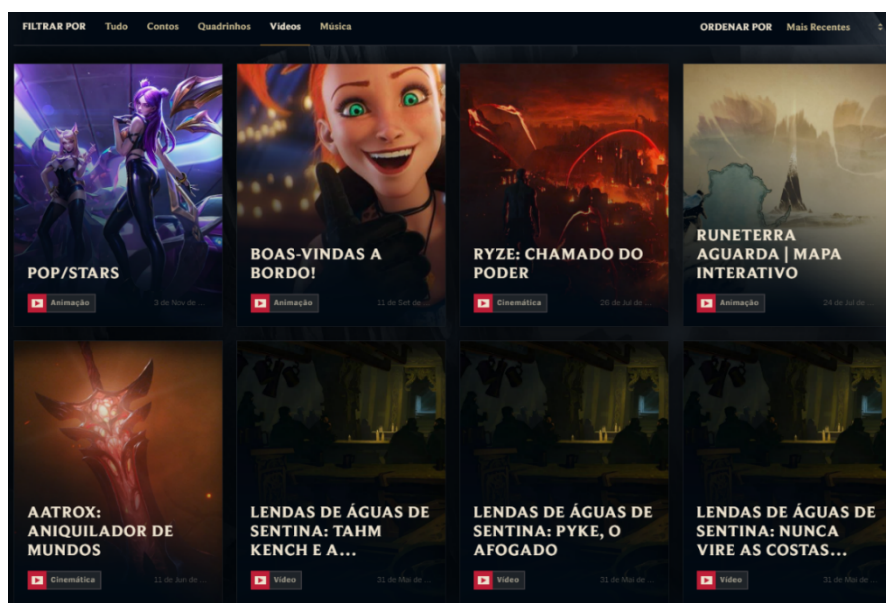 FILTRAR POR Tudo Contos Quadrinhos Vídeos Música ORDENAR POR Mais Recentes
POP/STARS
Animação 3 de Nov de ...
BOAS-VINDAS A
BORDO!
Animação 11 de Set de ...
RYZE: CHAMADO DO
PODER
Cinemática 26 de Jul de ...
RUNETERRA
AGUARDA | MAPA
INTERATIVO
Animação 24 de Jul de ...
AATROX:
ANIQUILADOR DE
MUNDOS
Cinemática 11 de Jun de ...
LENDAS DE ÁGUAS DE
SENTINA: TAHM
KENCH E A...
Vídeo 31 de Mai de ...
LENDAS DE ÁGUAS DE
SENTINA: PYKE, O
AFOGADO
Vídeo 31 de Mai de ...
LENDAS DE ÁGUAS DE
SENTINA: NUNCA
VIRE AS COSTAS...
Vídeo 31 de Mai de ...